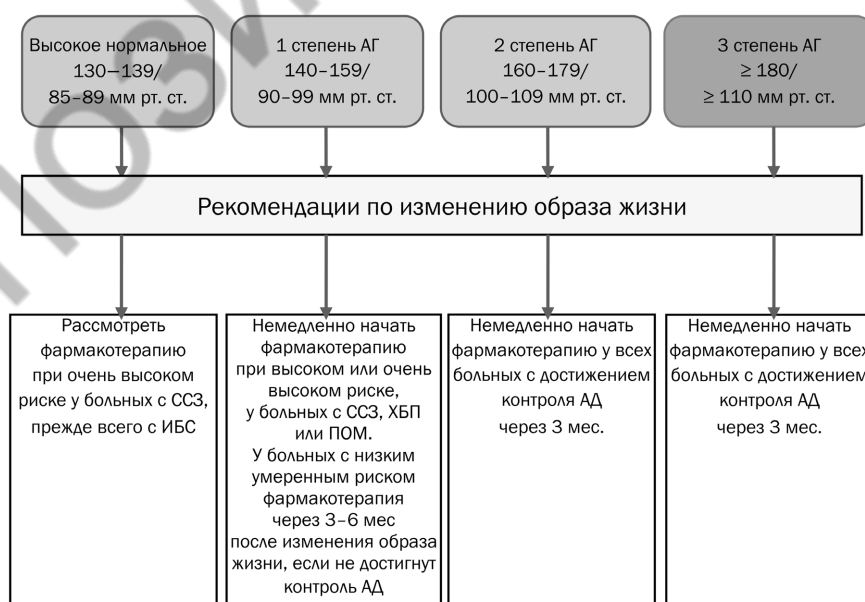 Высокое нормальное
130–139/
85–89 мм рт. ст.
1 степень АГ
140–159/
90–99 мм рт. ст.
2 степень АГ
160–179/
100–109 мм рт. ст.
3 степень АГ
≥ 180/
≥ 110 мм рт. ст.
Рекомендации по изменению образа жизни
Рассмотреть
фармакотерапию
при очень высоком
риске у больных с ССЗ,
прежде всего с ИБС
Немедленно начать
фармакотерапию
при высоком или очень
высоком риске,
у больных с ССЗ, ХБП
или ПОМ.
У больных с низким
умеренным риском
фармакотерапия
через 3–6 мес
после изменения образа
жизни, если не достигнут
контроль АД
Немедленно начать
фармакотерапию у всех
больных с достижением
контроля АД
через 3 мес.
Немедленно начать
фармакотерапию у всех
больных с достижением
контроля АД
через 3 мес.